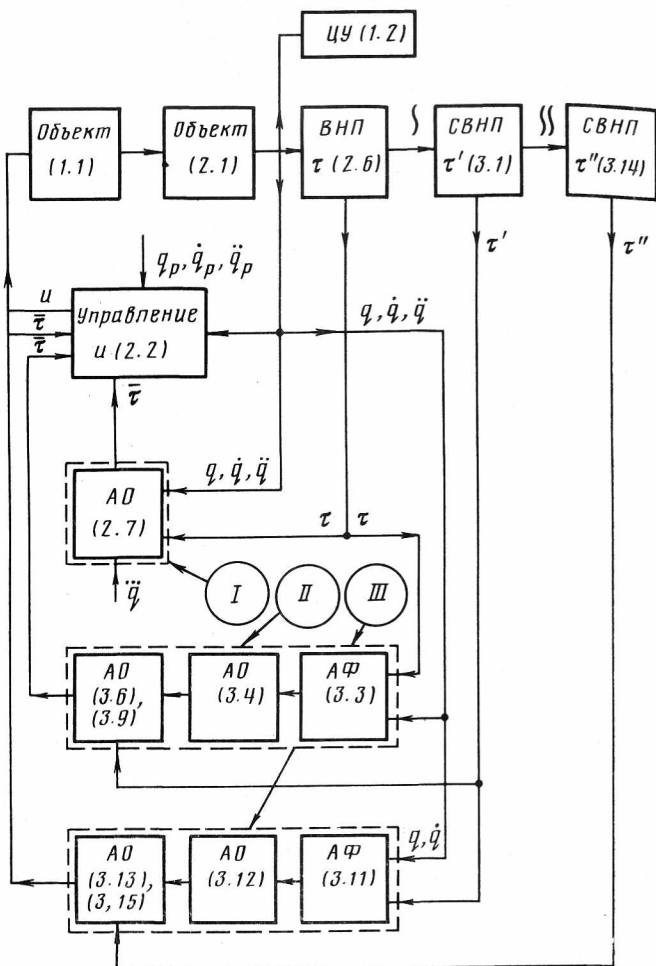 ЦУ (1.2)
Объект
(1.1)
Объект
(2.1)
ВНП
τ (2.6)
СВНП
τ′ (3.1)
СВНП
τ″ (3.14)
τ′
τ″
q_p, q̇_p, q̈_p
u
τ̿
τ̿
Управление
u (2.2)
q, q̇, q̈
τ̿
q, q̇, q̈
АО
(2.7)
τ
τ
q⃛
I
II
III
АО
(3.6),
(3.9)
АО
(3.4)
АФ
(3.3)
q, q̇
АО
(3.13),
(3,15)
АО
(3.12)
АФ
(3.11)